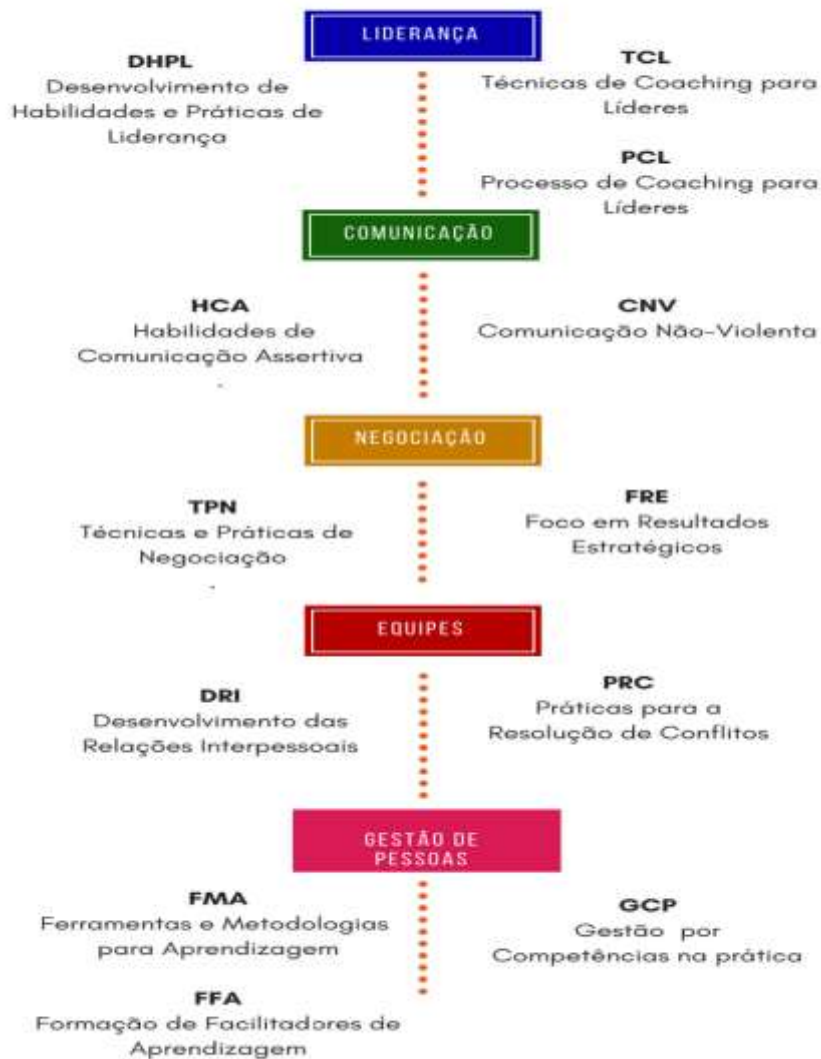 LIDERANÇA
DHPL
Desenvolvimento de
Habilidades e Práticas de
Liderança
TCL
Técnicas de Coaching para
Líderes
PCL
Processo de Coaching para
Líderes
COMUNICAÇÃO
HCA
Habilidades de
Comunicação Assertiva
CNV
Comunicação Não-Violenta
NEGOCIAÇÃO
TPN
Técnicas e Práticas de
Negociação
FRE
Foco em Resultados
Estratégicos
EQUIPES
DRI
Desenvolvimento das
Relações Interpessoais
PRC
Práticas para a
Resolução de Conflitos
GESTÃO DE
PESSOAS
FMA
Ferramentas e Metodologias
para Aprendizagem
GCP
Gestão por
Competências na prática
FFA
Formação de Facilitadores de
Aprendizagem